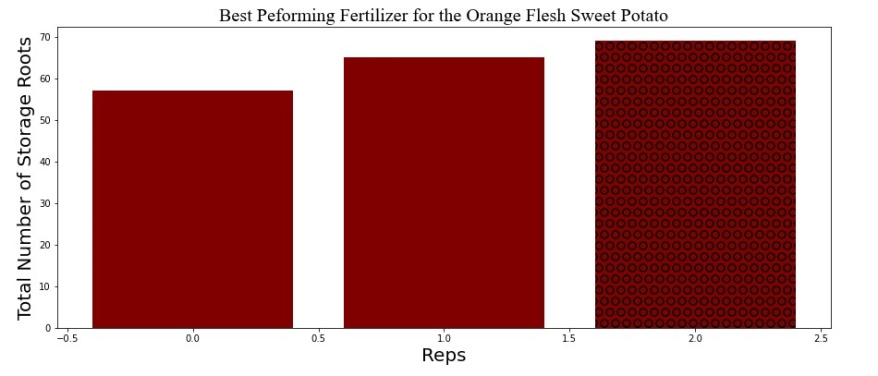 Best Peforming Fertilizer for the Orange Flesh Sweet Potato
Total Number of Storage Roots
70
60
50
40
30
20
10
0
−0.5 0.0 0.5 1.0 1.5 2.0 2.5
Reps